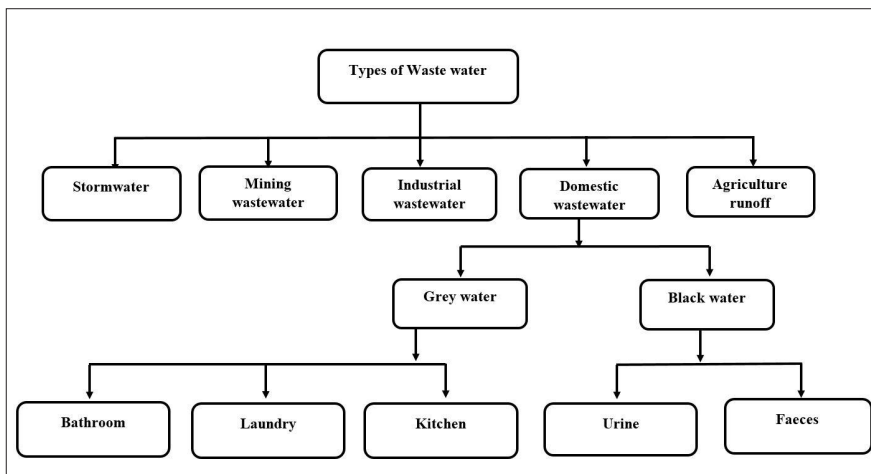 Types of Waste water
Stormwater
Mining
wastewater
Industrial
wastewater
Domestic
wastewater
Agriculture
runoff
Grey water
Black water
Bathroom
Laundry
Kitchen
Urine
Faeces